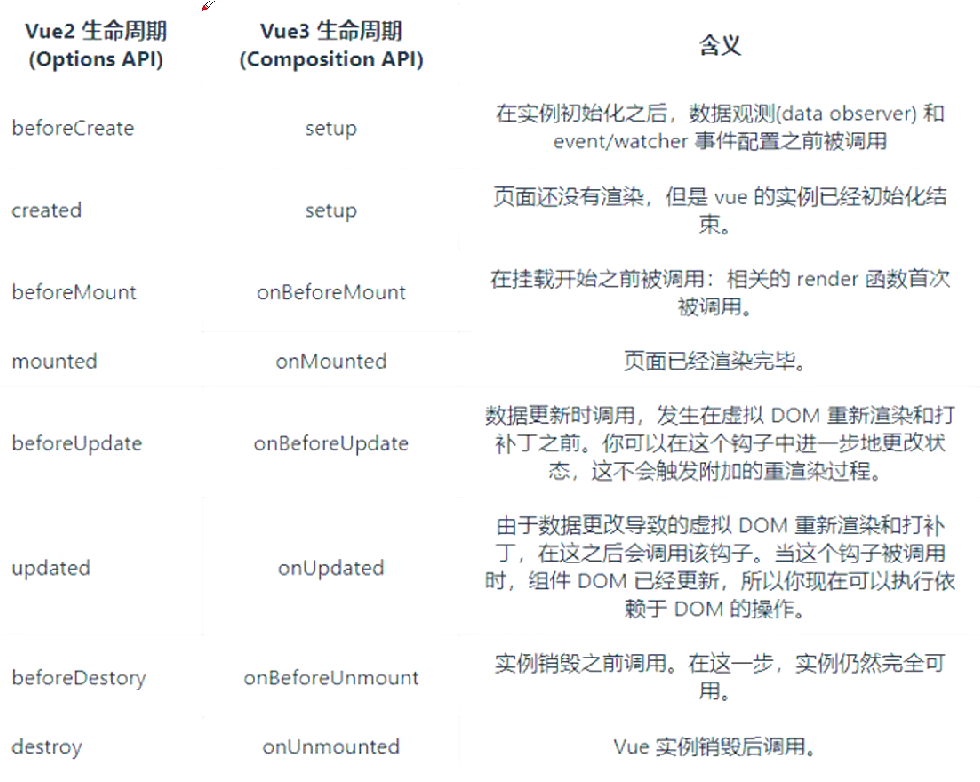 Vue2 生命周期
(Options API)
Vue3 生命周期
(Composition API)
含义
beforeCreate
setup
在实例初始化之后，数据观测(data observer) 和
event/watcher 事件配置之前被调用
created
setup
页面还没有渲染，但是 vue 的实例已经初始化结
束。
beforeMount
onBeforeMount
在挂载开始之前被调用：相关的 render 函数首次
被调用。
mounted
onMounted
页面已经渲染完毕。
beforeUpdate
onBeforeUpdate
数据更新时调用，发生在虚拟 DOM 重新渲染和打
补丁之前。你可以在这个钩子中进一步地更改状
态，这不会触发附加的重渲染过程。
updated
onUpdated
由于数据更改导致的虚拟 DOM 重新渲染和打补
丁，在这之后会调用该钩子。当这个钩子被调用
时，组件 DOM 已经更新，所以你现在可以执行依
赖于 DOM 的操作。
beforeDestory
onBeforeUnmount
实例销毁之前调用。在这一步，实例仍然完全可
用。
destroy
onUnmounted
Vue 实例销毁后调用。